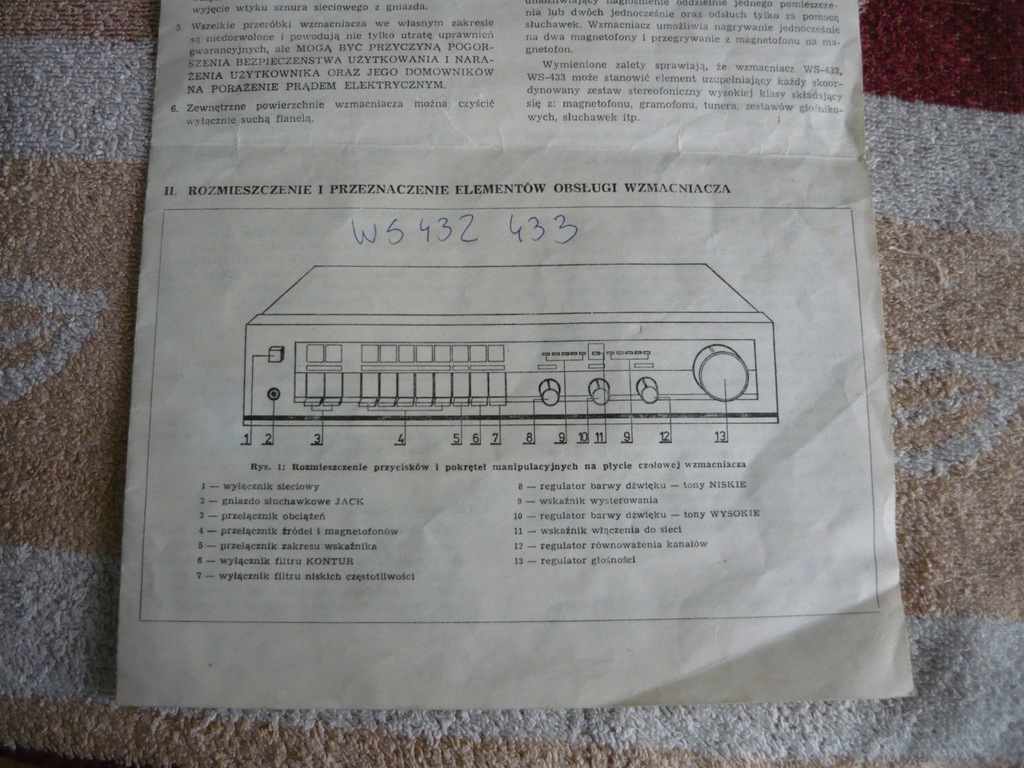 wyjęcie wtyku sznura sieciowego z gniazda.
5. Wszelkie przeróbki wzmacniacza we własnym zakresie
są niedozwolone i powodują nie tylko utratę uprawnień
gwarancyjnych, ale MOGĄ BYĆ PRZYCZYNĄ POGOR-
SZENIA BEZPIECZEŃSTWA UŻYTKOWANIA I NARA-
ŻENIA UŻYTKOWNIKA ORAZ JEGO DOMOWNIKÓW
NA PORAŻENIE PRĄDEM ELEKTRYCZNYM.
6. Zewnętrzne powierzchnie wzmacniacza można czyścić
wyłącznie suchą flanelą.
umożliwiający nagłośnienie oddzielnie jednego pomieszcze-
nia lub dwóch jednocześnie oraz odsłuch tylko za pomocą
słuchawek. Wzmacniacz umożliwia nagrywanie jednocześnie
na dwa magnetofony i przegrywanie z magnetofonu na ma-
gnetofon.
Wymienione zalety sprawiają, że wzmacniacz WS-432,
WS-433 może stanowić element uzupełniający każdy skoor-
dynowany zestaw stereofoniczny wysokiej klasy składający
się z: magnetofonu, gramofonu, tunera, zestawów głośniko-
wych, słuchawek itp.
II. ROZMIESZCZENIE I PRZEZNACZENIE ELEMENTÓW OBSŁUGI WZMACNIACZA
WS 432 433
1 2 3 4 5 6 7 8 9 10 11 9 12 13
Rys. 1: Rozmieszczenie przycisków i pokręteł manipulacyjnych na płycie czołowej wzmacniacza
1 — wyłącznik sieciowy
2 — gniazdo słuchawkowe JACK
3 — przełącznik obciążeń
4 — przełącznik źródeł i magnetofonów
5 — przełącznik zakresu wskaźnika
6 — wyłącznik filtru KONTUR
7 — wyłącznik filtru niskich częstotliwości
8 — regulator barwy dźwięku — tony NISKIE
9 — wskaźnik wysterowania
10 — regulator barwy dźwięku — tony WYSOKIE
11 — wskaźnik włączenia do sieci
12 — regulator równoważenia kanałów
13 — regulator głośności